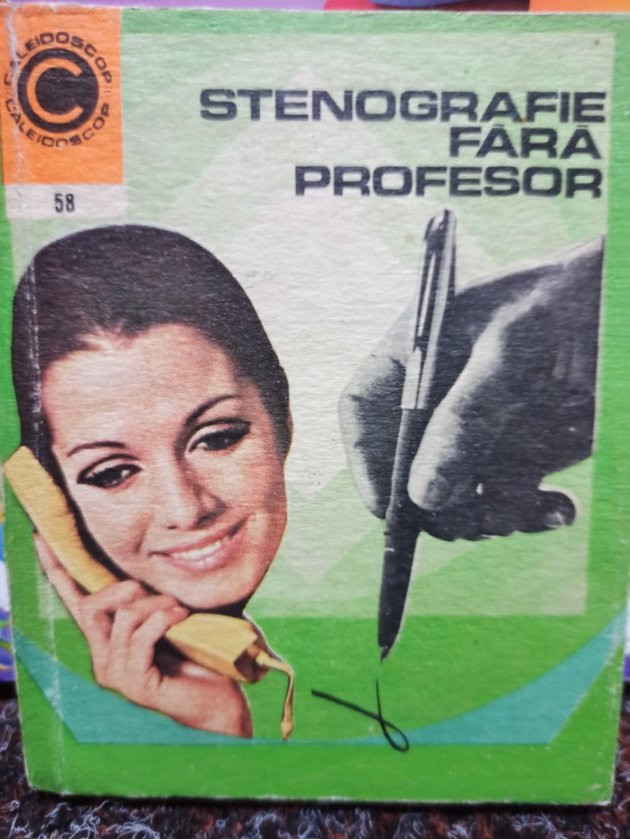 CALEIDOSCOP
C
CALEIDOSCOP
58
STENOGRAFIE
FĂRĂ
PROFESOR